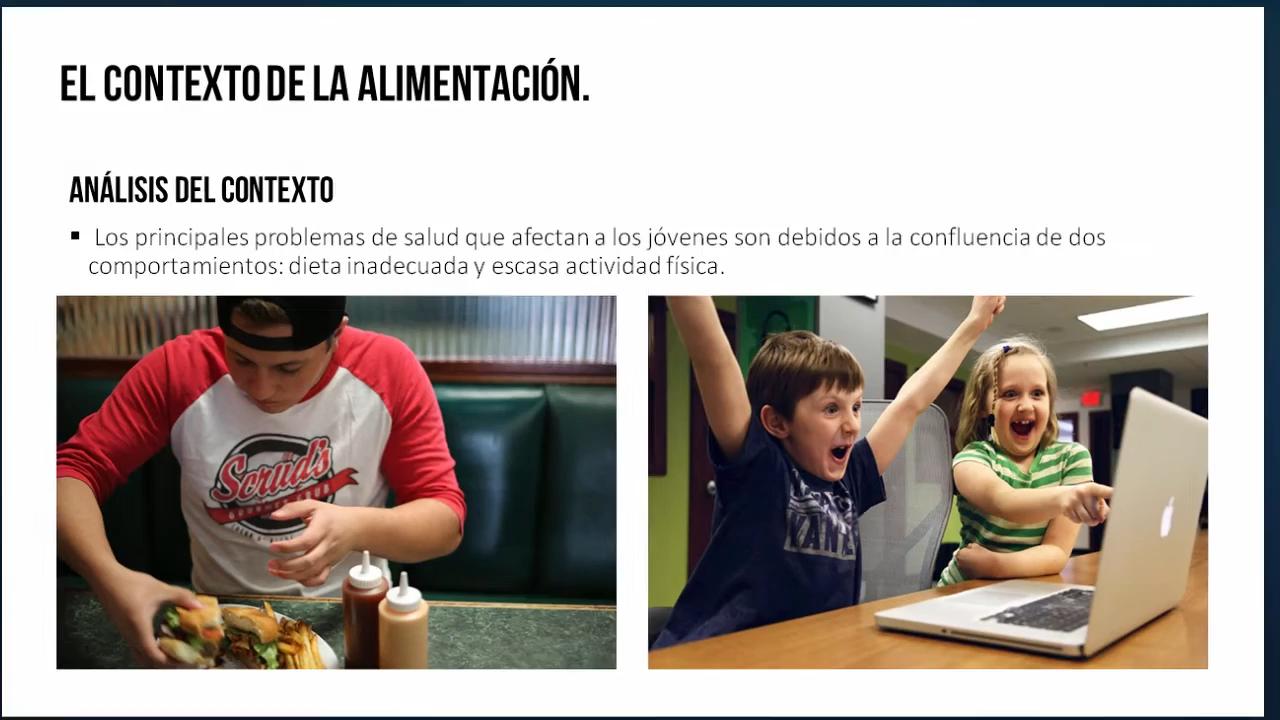 EL CONTEXTO DE LA ALIMENTACIÓN.
ANÁLISIS DEL CONTEXTO
▪ Los principales problemas de salud que afectan a los jóvenes son debidos a la confluencia de dos
comportamientos: dieta inadecuada y escasa actividad física.
Scrud's